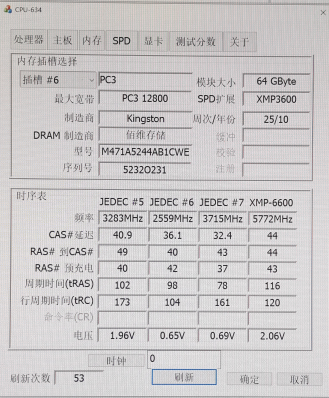 CPU-634
处理器 主板 内存 SPD 显卡 测试分数 关于
内存插槽选择
插槽 #6 PC3 模块大小 64 GByte
最大宽带 PC3 12800 SPD扩展 XMP3600
制造商 Kingston 周次/年份 25/10
DRAM 制造商 佰维存储 缓冲
型号 M471A5244AB1CWE 校验
序列号 5232O231 注册
时序表
JEDEC #5 JEDEC #6 JEDEC #7 XMP-6600
频率 3283MHz 2559MHz 3715MHz 5772MHz
CAS#延迟 40.9 36.1 32.4 44
RAS# 到CAS# 49 40 43 44
RAS# 预充电 40 42 37 43
周期时间(tRAS) 102 98 78 116
行周期时间(tRC) 173 104 161 120
命令率(CR)
电压 1.96V 0.65V 0.69V 2.06V
时钟 0
刷新次数 53 刷新 确定 取消